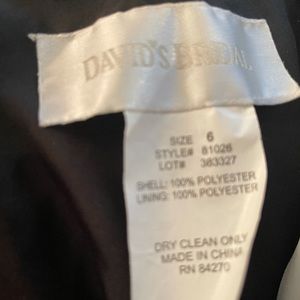 DAVID'S BRIDAL
SIZE 6
STYLE# 81026
LOT# 383327
SHELL: 100% POLYESTER
LINING: 100% POLYESTER
DRY CLEAN ONLY
MADE IN CHINA
RN 84270